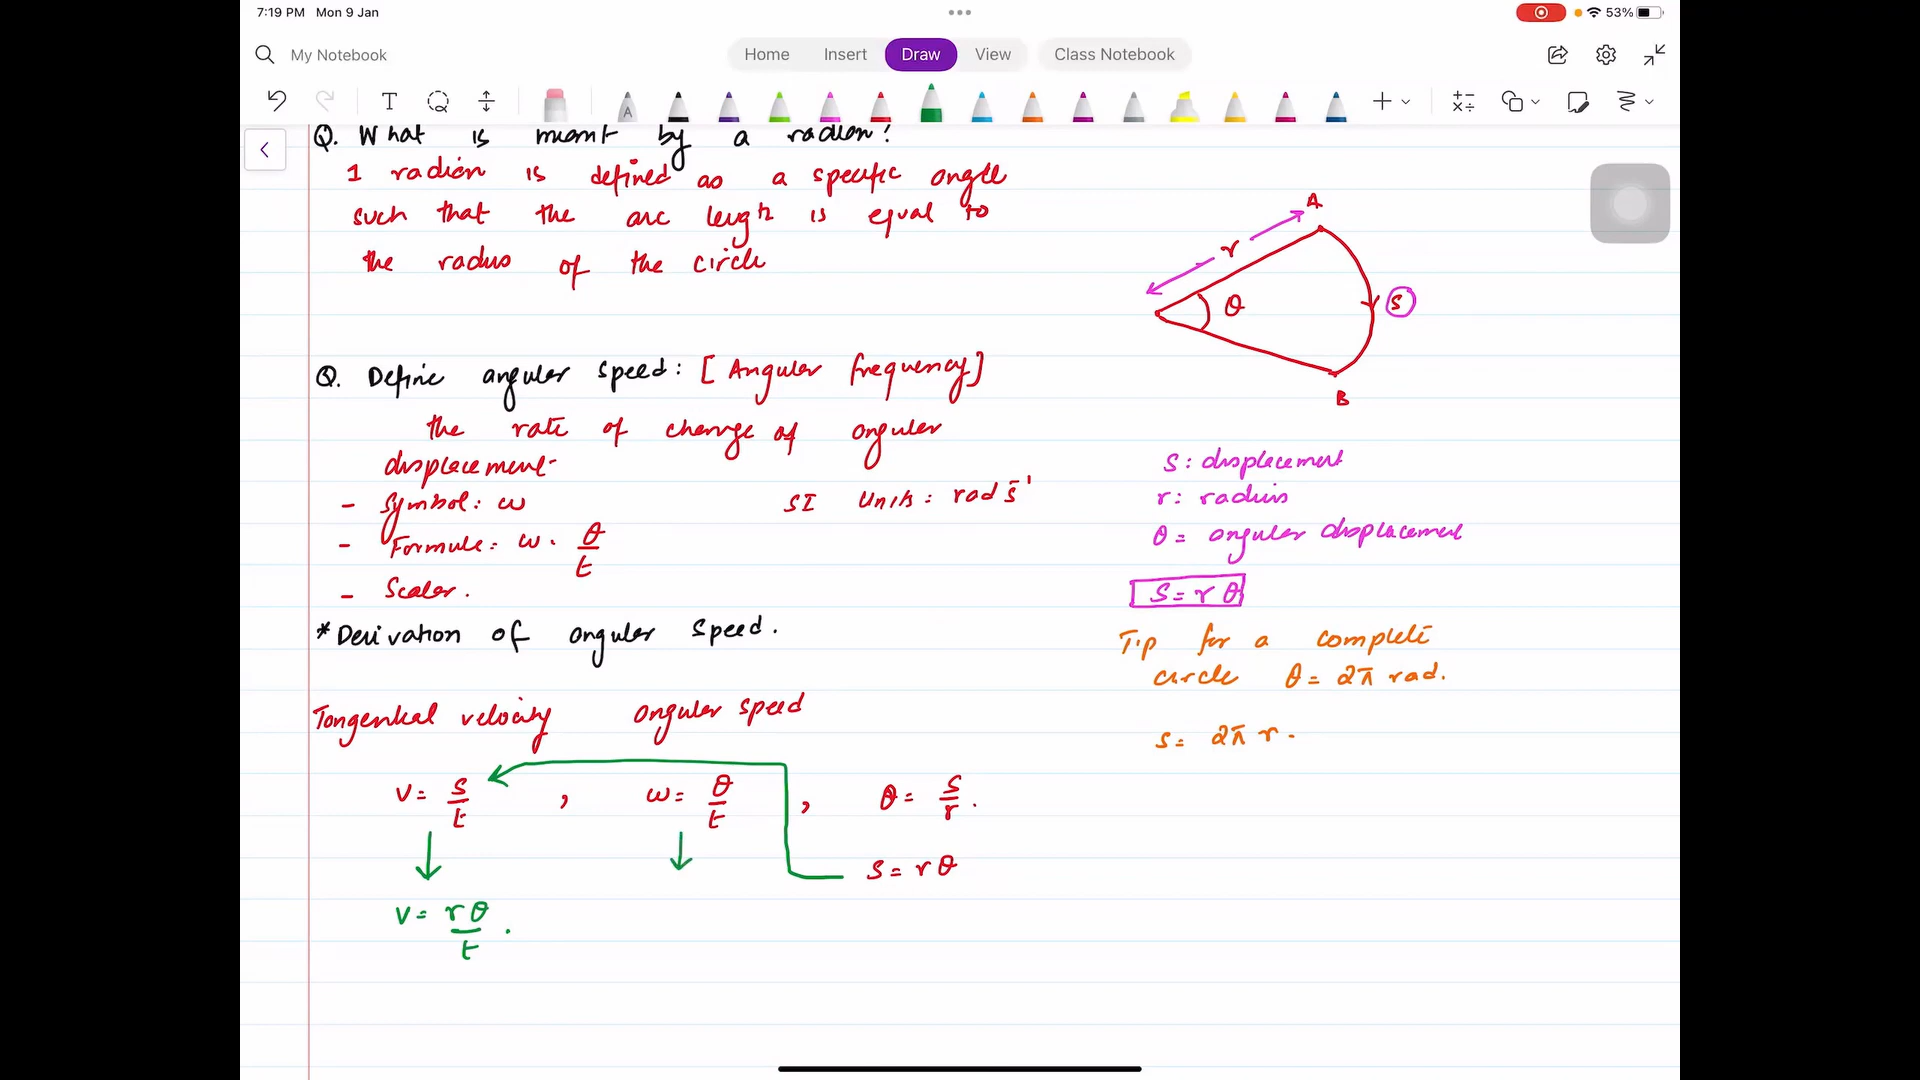 7:19 PM Mon 9 Jan
53%
My Notebook
Home Insert Draw View Class Notebook
T
A
Q. What is meant by a radian?
1 radian is defined as a specific angle
such that the arc length is equal to
the radius of the circle
A
r
θ
S
B
Q. Define angular speed: [Angular frequency]
the rate of change of angular
displacement
- Symbol: ω
SI Units: rad s⁻¹
- Formula: ω = θ/t
- Scalar.
S: displacement
r: radius
θ = angular displacement
S = r θ
Tip for a complete
circle θ = 2π rad.
S = 2π r.
* Derivation of angular speed.
Tangential velocity angular speed
V = S/t , ω = θ/t , θ = S/r.
S = r θ
V = rθ/t.